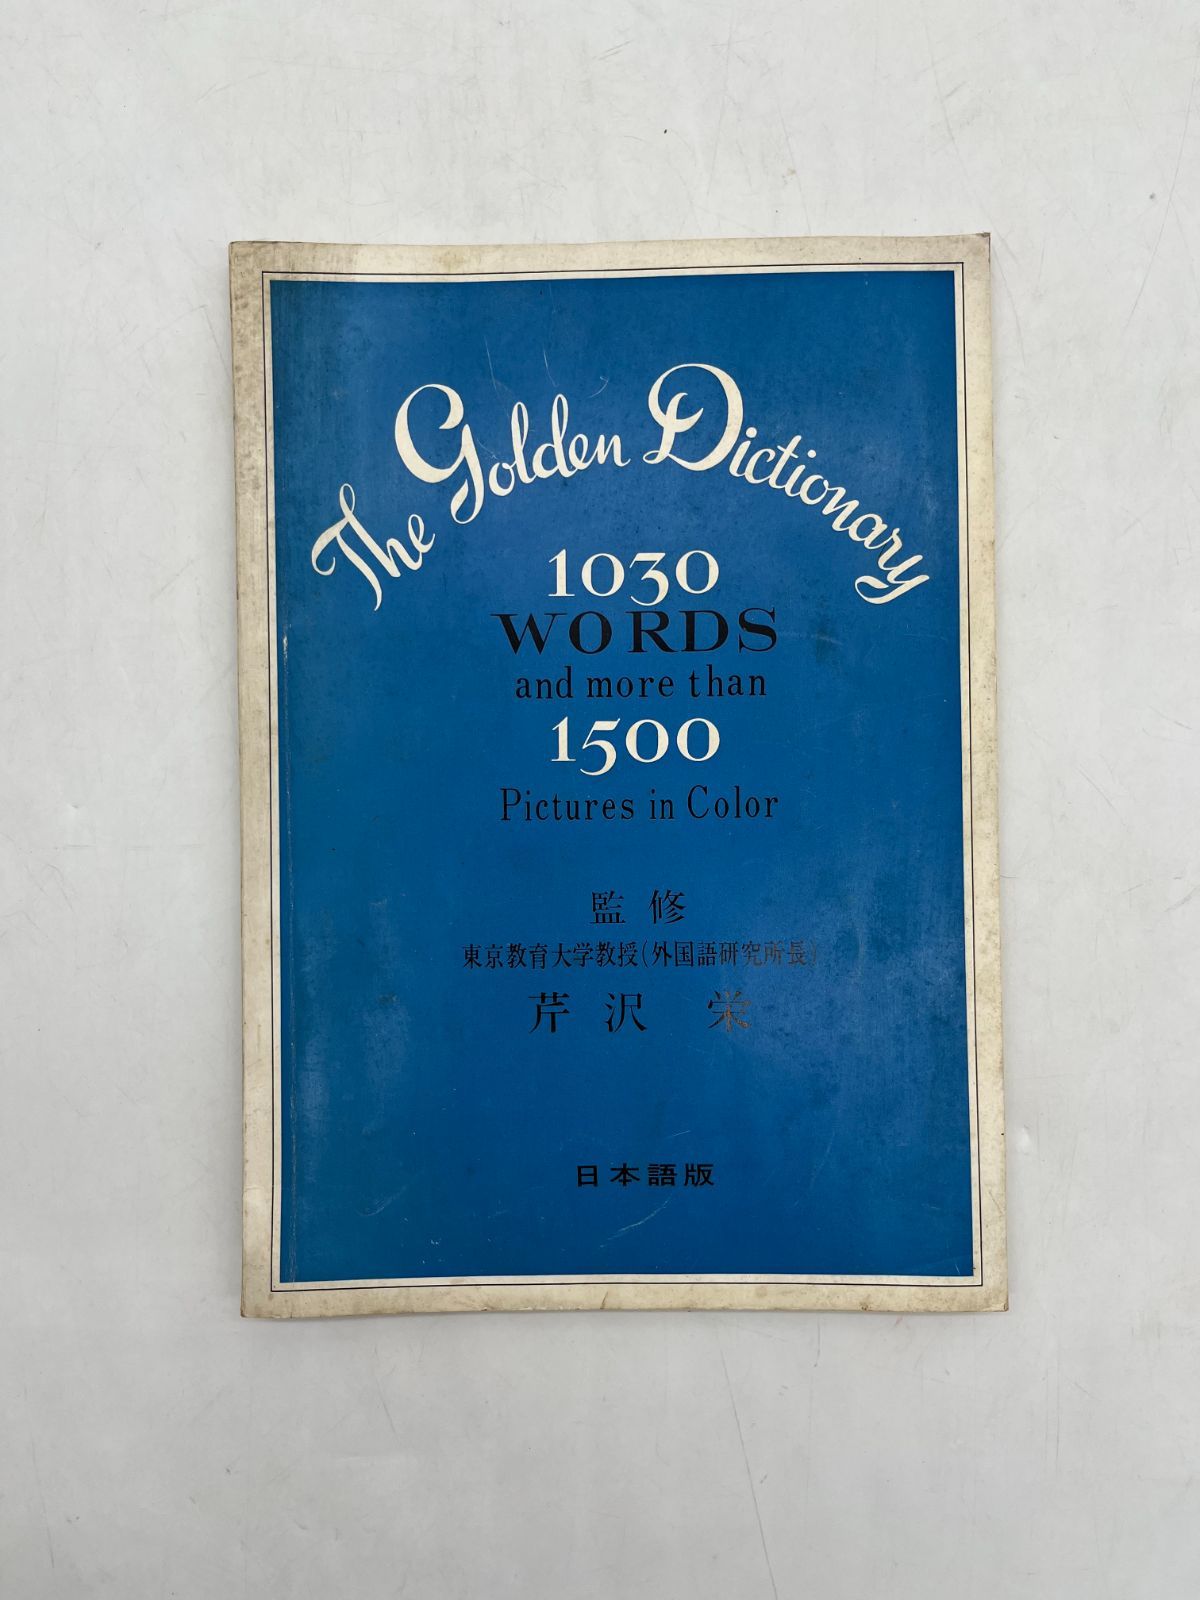 The Golden Dictionary
1030
WORDS
and more than
1500
Pictures in Color
監修
東京教育大学教授(外国語研究所長)
芹沢 栄
日本語版